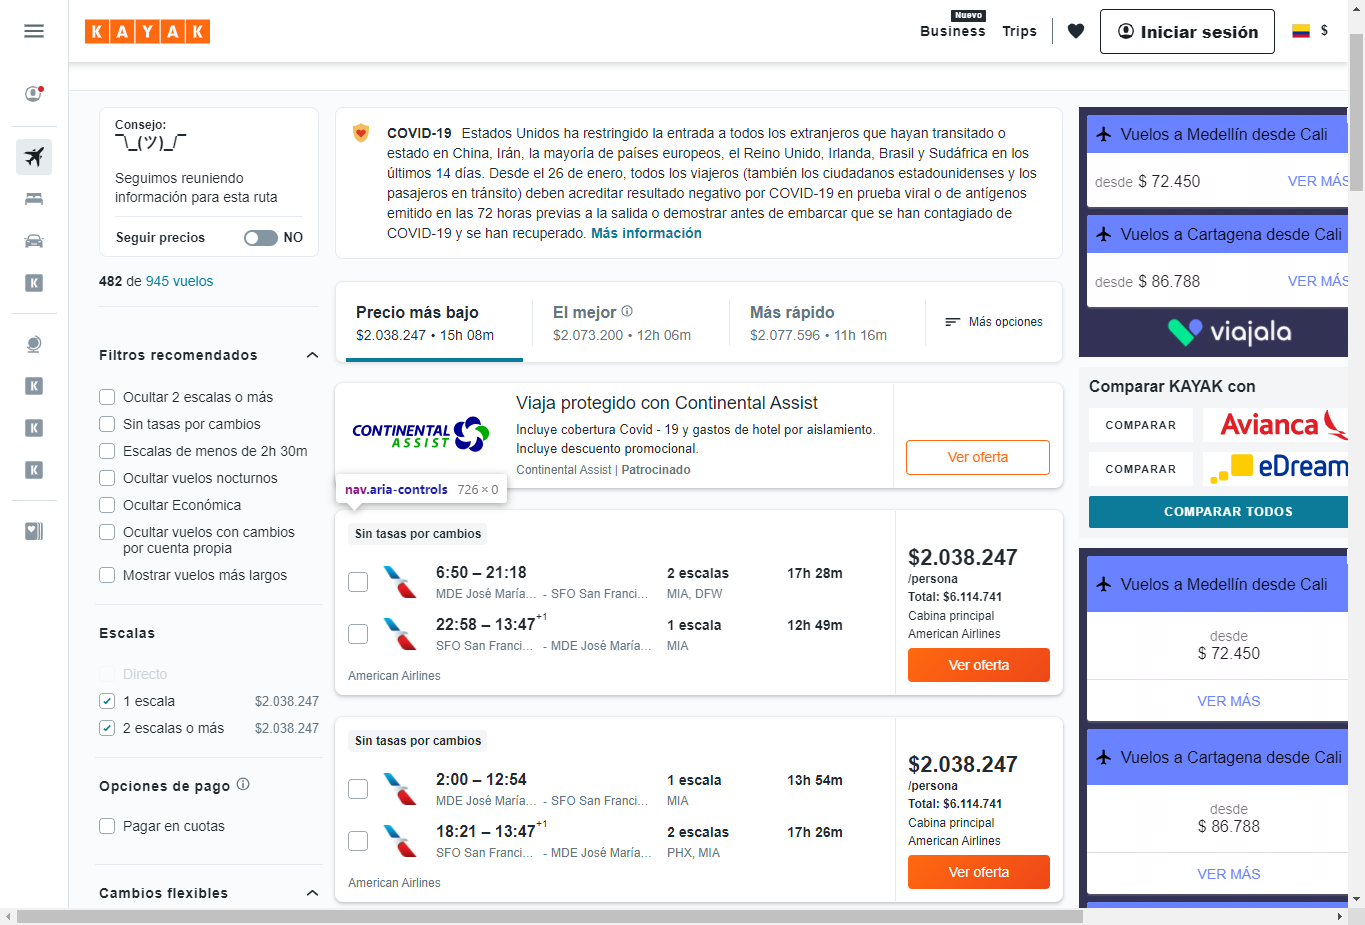 KAYAK
Nuevo
Business
Trips
Iniciar sesión
$
Consejo:
¯\_(ツ)_/¯
Seguimos reuniendo
información para esta ruta
Seguir precios NO
482 de 945 vuelos
Filtros recomendados
Ocultar 2 escalas o más
Sin tasas por cambios
Escalas de menos de 2h 30m
Ocultar vuelos nocturnos
Ocultar Económica
Ocultar vuelos con cambios
por cuenta propia
Mostrar vuelos más largos
Escalas
Directo
1 escala $2.038.247
2 escalas o más $2.038.247
Opciones de pago
Pagar en cuotas
Cambios flexibles
K
K
K
K
COVID-19 Estados Unidos ha restringido la entrada a todos los extranjeros que hayan transitado o
estado en China, Irán, la mayoría de países europeos, el Reino Unido, Irlanda, Brasil y Sudáfrica en los
últimos 14 días. Desde el 26 de enero, todos los viajeros (también los ciudadanos estadounidenses y los
pasajeros en tránsito) deben acreditar resultado negativo por COVID-19 en prueba viral o de antígenos
emitido en las 72 horas previas a la salida o demostrar antes de embarcar que se han contagiado de
COVID-19 y se han recuperado. Más información
Precio más bajo
$2.038.247 • 15h 08m
El mejor
$2.073.200 • 12h 06m
Más rápido
$2.077.596 • 11h 16m
Más opciones
CONTINENTAL
ASSIST
Viaja protegido con Continental Assist
Incluye cobertura Covid - 19 y gastos de hotel por aislamiento.
Incluye descuento promocional.
Continental Assist | Patrocinado
Ver oferta
nav.aria-controls 726 × 0
Sin tasas por cambios
6:50 – 21:18 2 escalas 17h 28m
MDE José María... - SFO San Franci... MIA, DFW
22:58 – 13:47+1 1 escala 12h 49m
SFO San Franci... - MDE José María... MIA
American Airlines
$2.038.247
/persona
Total: $6.114.741
Cabina principal
American Airlines
Ver oferta
Sin tasas por cambios
2:00 – 12:54 1 escala 13h 54m
MDE José María... - SFO San Franci... MIA
18:21 – 13:47+1 2 escalas 17h 26m
SFO San Franci... - MDE José María... PHX, MIA
American Airlines
$2.038.247
/persona
Total: $6.114.741
Cabina principal
American Airlines
Ver oferta
Vuelos a Medellín desde Cali
desde $ 72.450 VER MÁS
Vuelos a Cartagena desde Cali
desde $ 86.788 VER MÁS
viajala
Comparar KAYAK con
COMPARAR Avianca
COMPARAR eDream
COMPARAR TODOS
Vuelos a Medellín desde Cali
desde
$ 72.450
VER MÁS
Vuelos a Cartagena desde Cali
desde
$ 86.788
VER MÁS